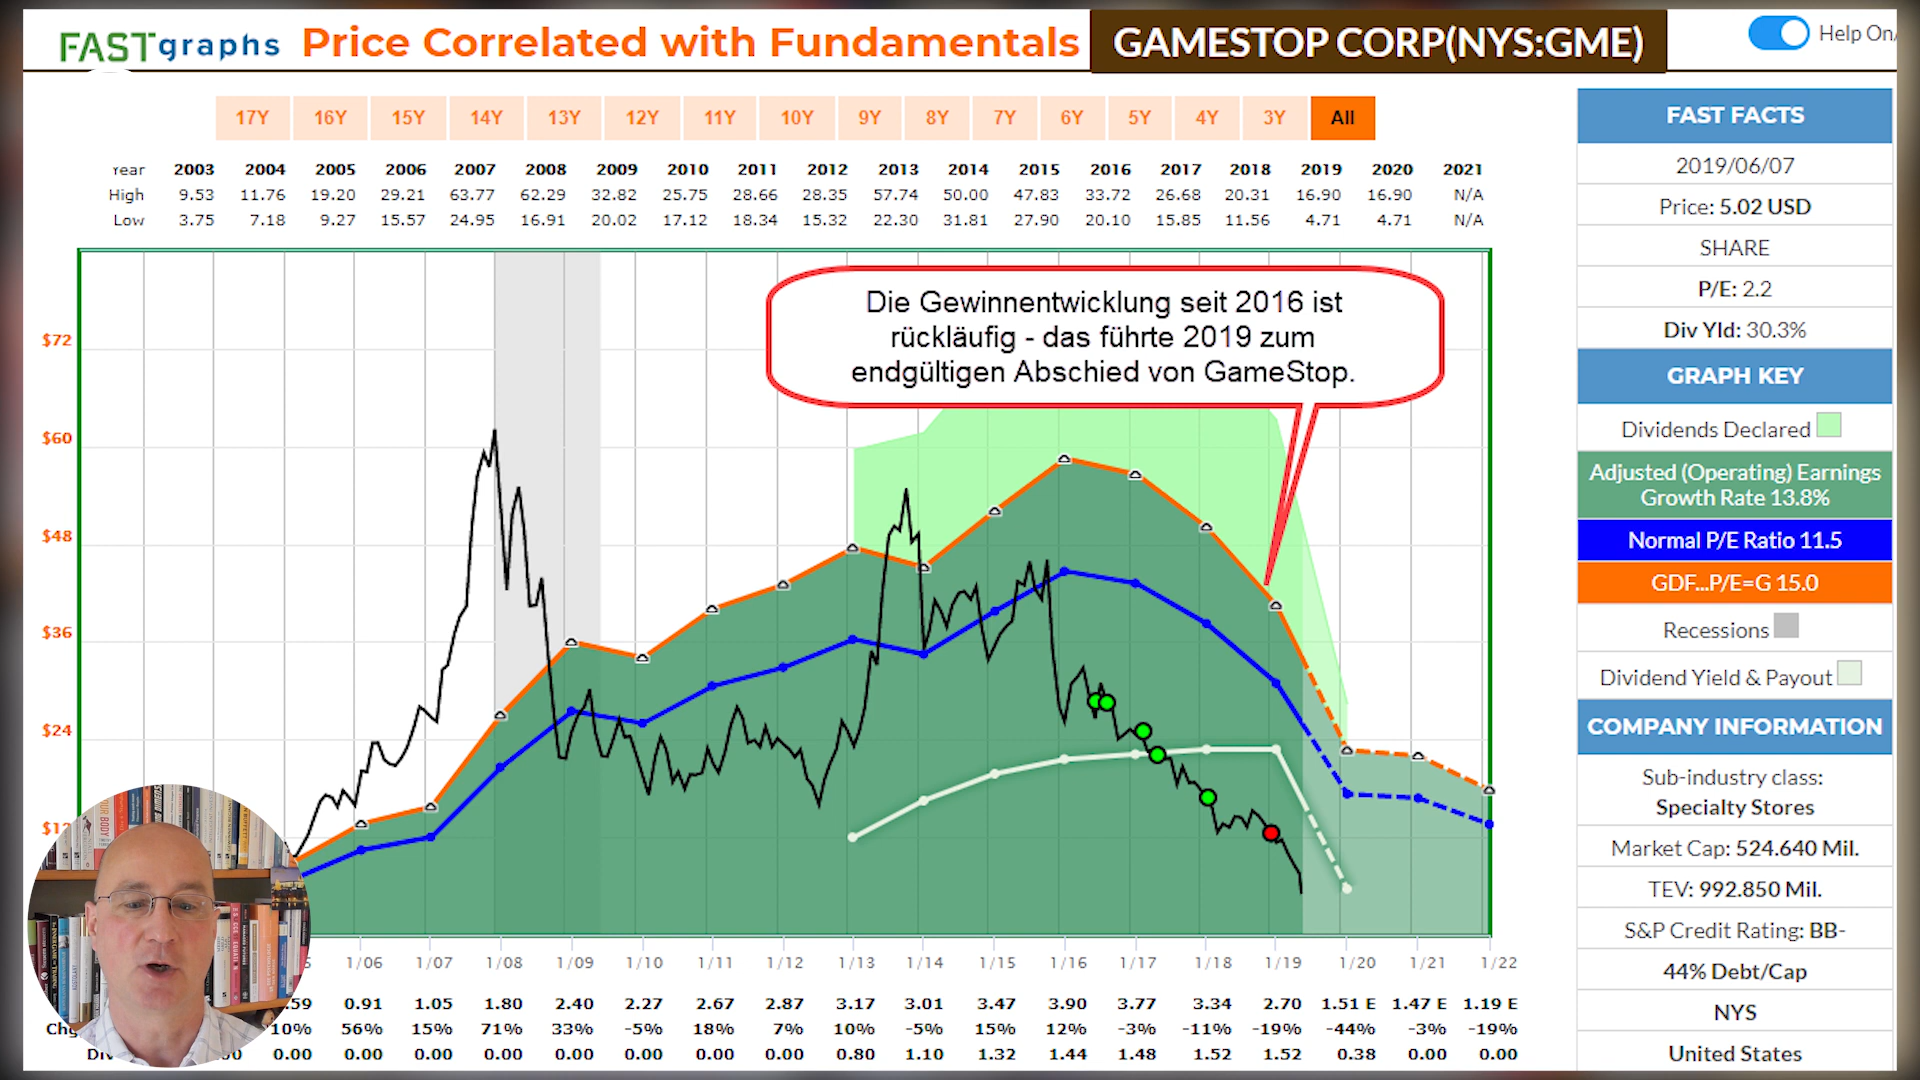 FASTgraphs Price Correlated with Fundamentals GAMESTOP CORP(NYS:GME) Help On
17Y 16Y 15Y 14Y 13Y 12Y 11Y 10Y 9Y 8Y 7Y 6Y 5Y 4Y 3Y All
Year 2003 2004 2005 2006 2007 2008 2009 2010 2011 2012 2013 2014 2015 2016 2017 2018 2019 2020 2021
High 9.53 11.76 19.20 29.21 63.77 62.29 32.82 25.75 28.66 28.35 57.74 50.00 47.83 33.72 26.68 20.31 16.90 16.90 N/A
Low 3.75 7.18 9.27 15.57 24.95 16.91 20.02 17.12 18.34 15.32 22.30 31.81 27.90 20.10 15.85 11.56 4.71 4.71 N/A
Die Gewinnentwicklung seit 2016 ist
rückläufig - das führte 2019 zum
endgültigen Abschied von GameStop.
$72
$60
$48
$36
$24
1/06 1/07 1/08 1/09 1/10 1/11 1/12 1/13 1/14 1/15 1/16 1/17 1/18 1/19 1/20 1/21 1/22
.59 0.91 1.05 1.80 2.40 2.27 2.67 2.87 3.17 3.01 3.47 3.90 3.77 3.34 2.70 1.51 E 1.47 E 1.19 E
Chg 10% 56% 15% 71% 33% -5% 18% 7% 10% -5% 15% 12% -3% -11% -19% -44% -3% -19%
Div 0.00 0.00 0.00 0.00 0.00 0.00 0.00 0.00 0.80 1.10 1.32 1.44 1.48 1.52 1.52 0.38 0.00 0.00
FAST FACTS
2019/06/07
Price: 5.02 USD
SHARE
P/E: 2.2
Div Yld: 30.3%
GRAPH KEY
Dividends Declared
Adjusted (Operating) Earnings
Growth Rate 13.8%
Normal P/E Ratio 11.5
GDF...P/E=G 15.0
Recessions
Dividend Yield & Payout
COMPANY INFORMATION
Sub-industry class:
Specialty Stores
Market Cap: 524.640 Mil.
TEV: 992.850 Mil.
S&P Credit Rating: BB-
44% Debt/Cap
NYS
United States